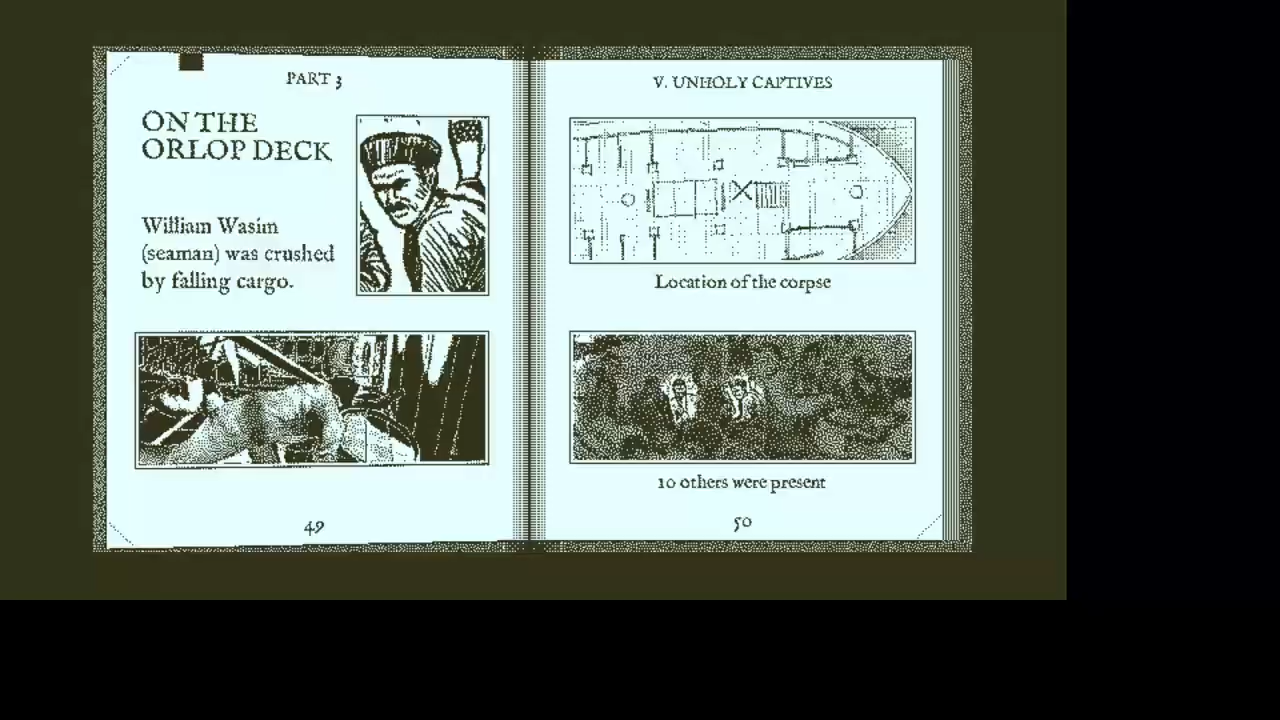 PART 3
ON THE
ORLOP DECK
William Wasim
(seaman) was crushed
by falling cargo.
49
V. UNHOLY CAPTIVES
Location of the corpse
10 others were present
50